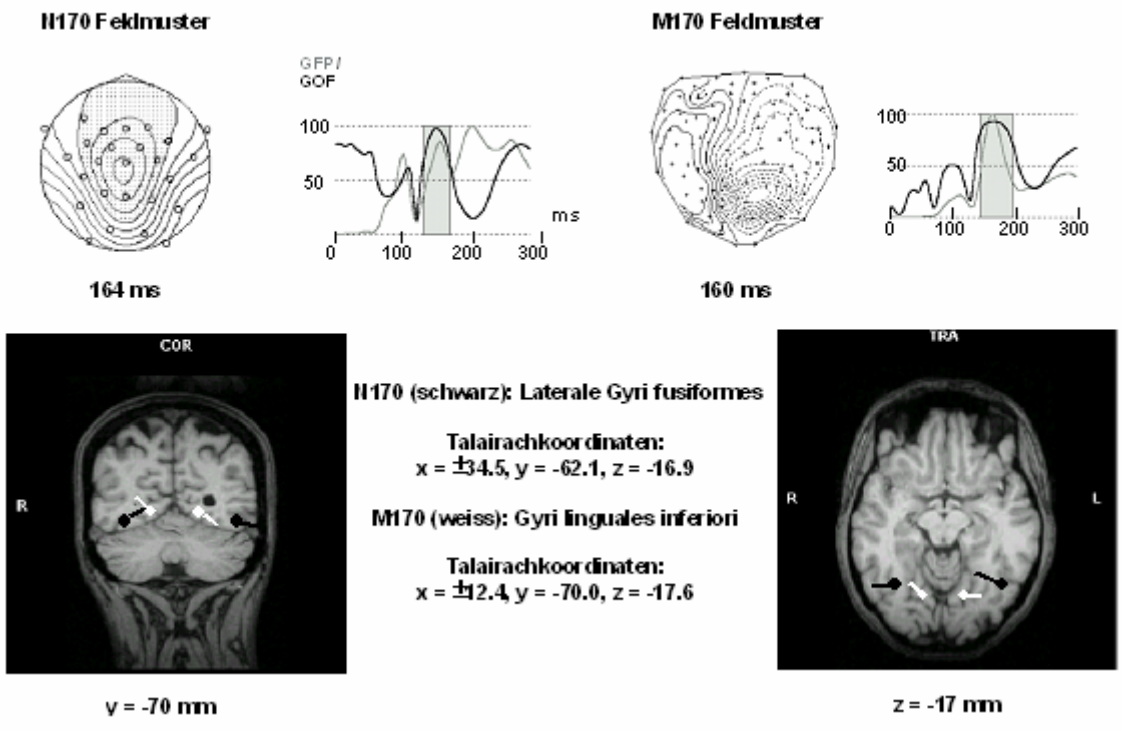 N170 Feldmuster
M170 Feldmuster
GFP/
GOF
100
50
ms
0 100 200 300
100
50
0 100 200 300
164 ms
160 ms
COR
R
N170 (schwarz): Laterale Gyri fusiformes
Talairachkoordinaten:
x = ±34.5, y = -62.1, z = -16.9
M170 (weiss): Gyri linguales inferiori
Talairachkoordinaten:
x = ±12.4, y = -70.0, z = -17.6
TRA
R L
y = -70 mm
z = -17 mm